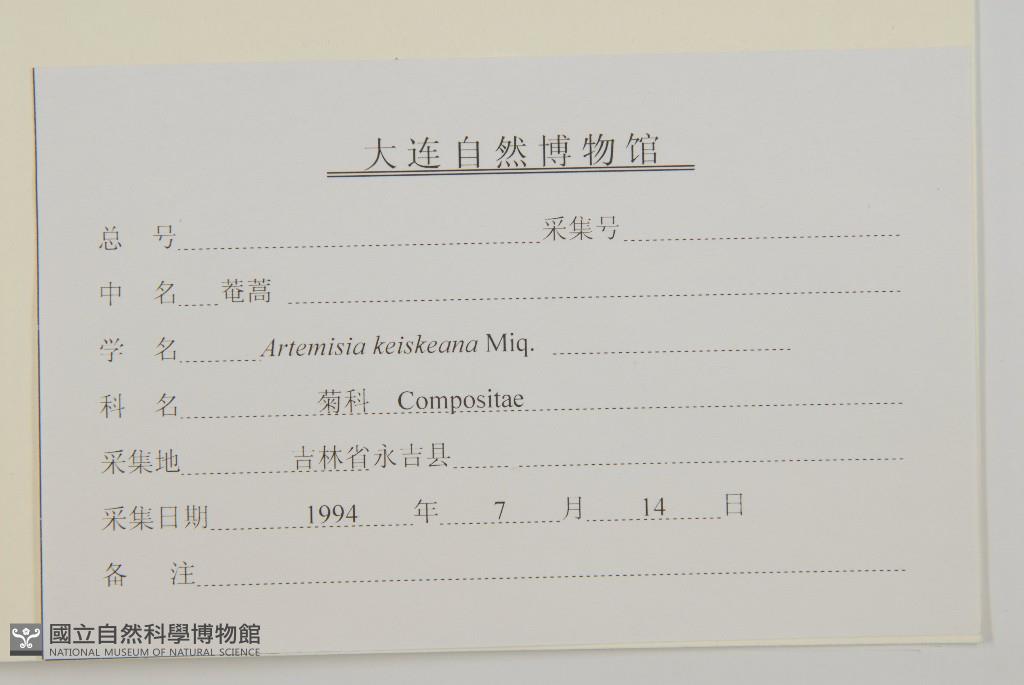 大连自然博物馆
总 号 采集号
中 名 菴蒿
学 名 Artemisia keiskeana Miq.
科 名 菊科 Compositae
采集地 吉林省永吉县
采集日期 1994 年 7 月 14 日
备 注
國立自然科學博物館
NATIONAL MUSEUM OF NATURAL SCIENCE